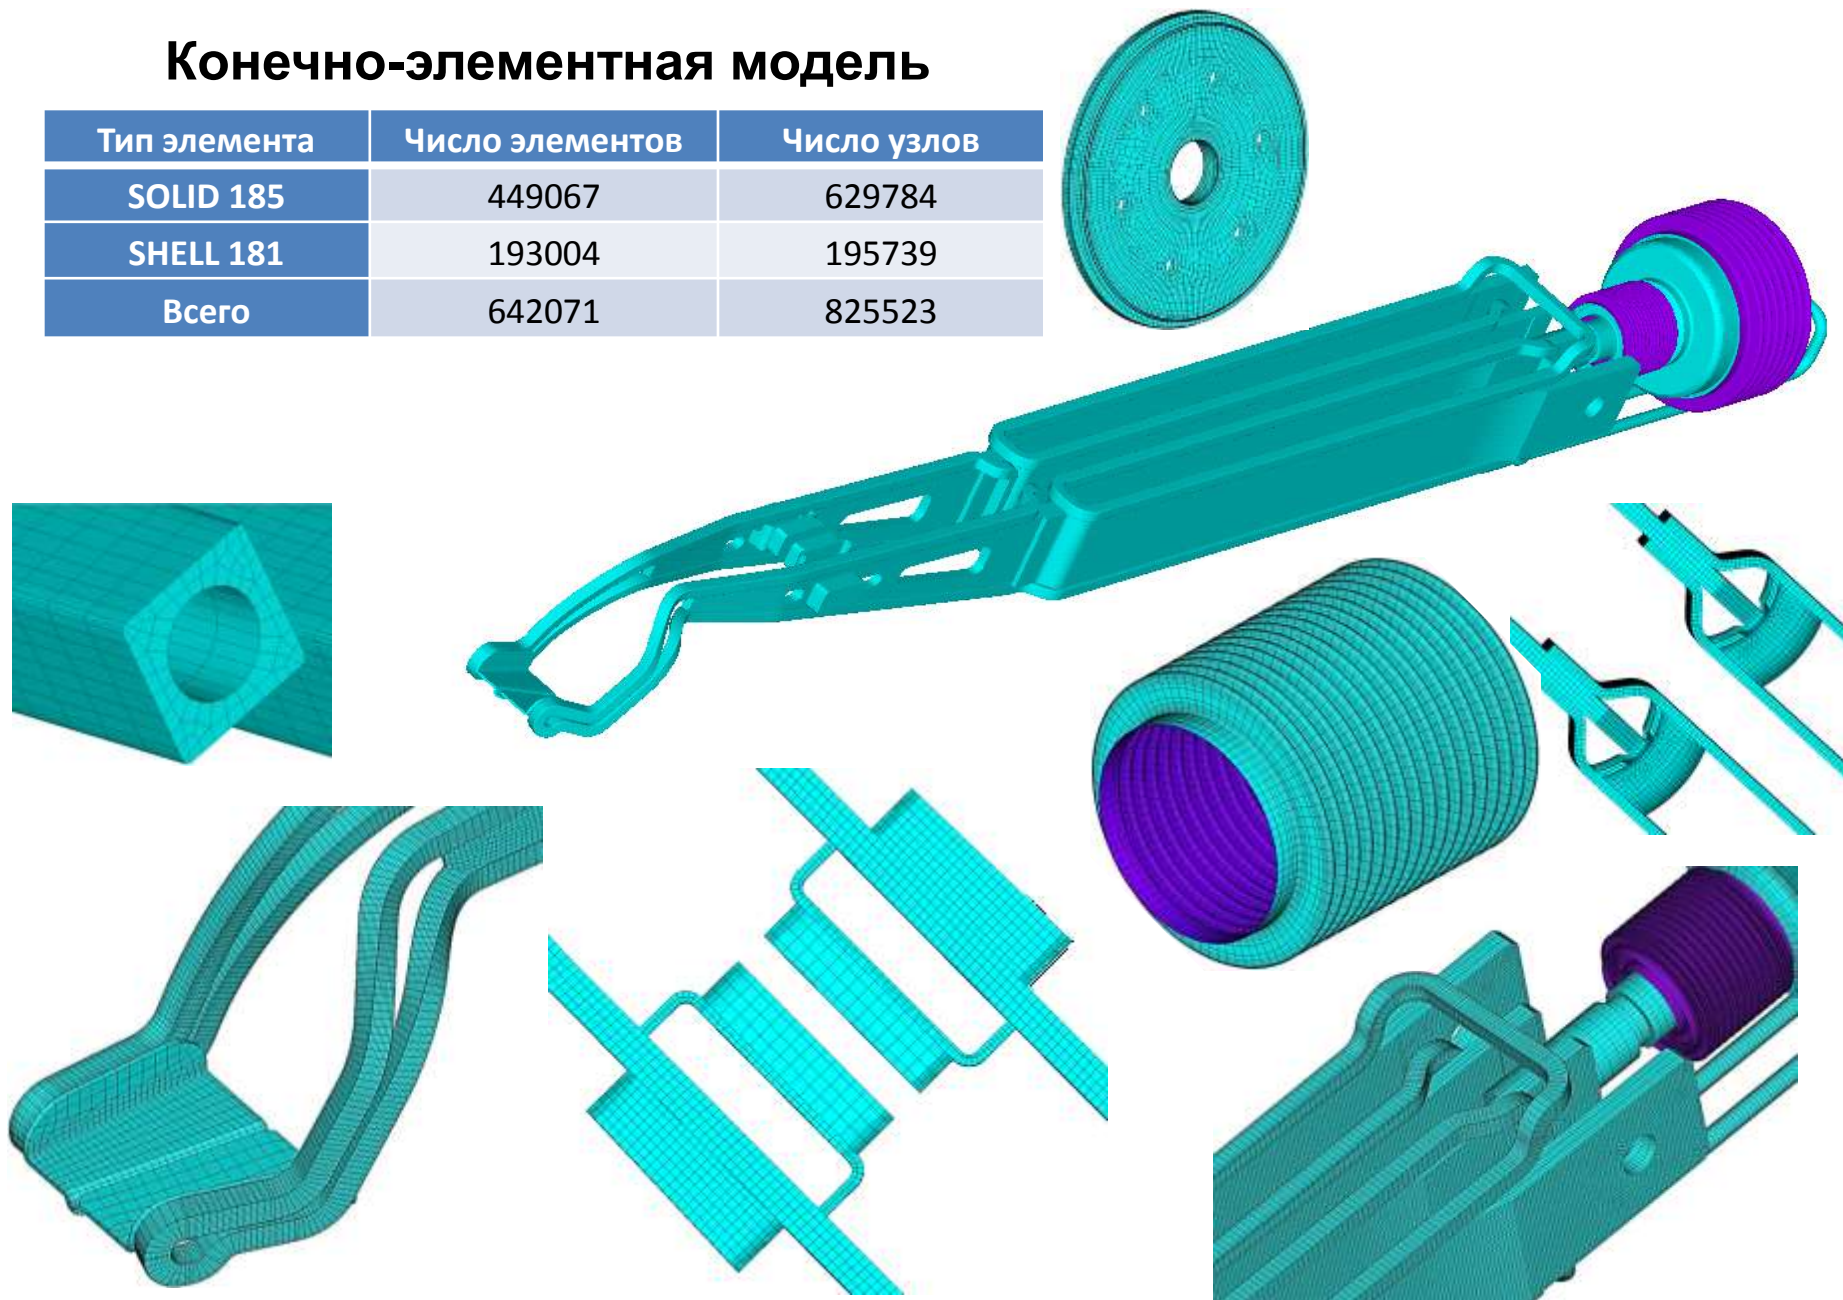 Конечно-элементная модель
Тип элемента Число элементов Число узлов
SOLID 185 449067 629784
SHELL 181 193004 195739
Всего 642071 825523